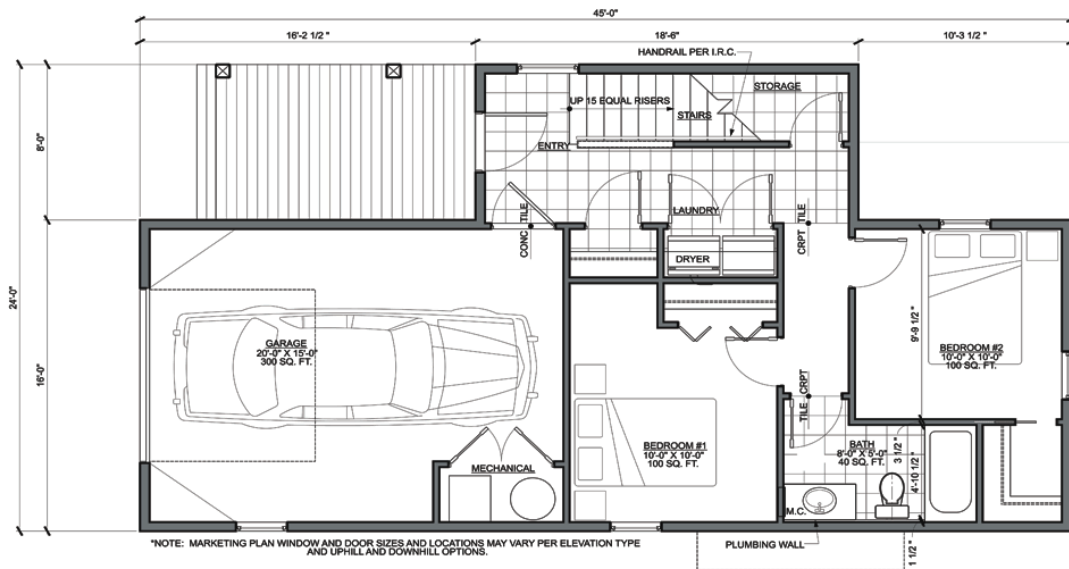 45'-0"
16'-2 1/2 "
18'-6"
10'-3 1/2 "
HANDRAIL PER I.R.C.
STORAGE
UP 15 EQUAL RISERS
STAIRS
ENTRY
8'-0"
24'-0"
16'-0"
LAUNDRY
CONC
TILE
CRPT
TILE
DRYER
9'-9 1/2 "
GARAGE
20'-0" X 15'-0"
300 SQ. FT.
BEDROOM #2
10'-0" X 10'-0"
100 SQ. FT.
TILE
CRPT
BEDROOM #1
10'-0" X 10'-0"
100 SQ. FT.
BATH
8'-0" X 5'-0"
40 SQ. FT.
3 1/2 "
4'-10 1/2 "
MECHANICAL
M.C.
*NOTE: MARKETING PLAN WINDOW AND DOOR SIZES AND LOCATIONS MAY VARY PER ELEVATION TYPE
AND UPHILL AND DOWNHILL OPTIONS.
PLUMBING WALL
1 1/2 "